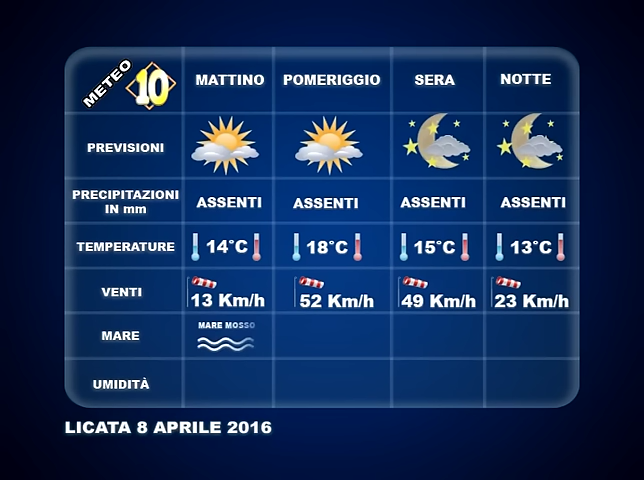 METEO 10 MATTINO POMERIGGIO SERA NOTTE
PREVISIONI
PRECIPITAZIONI
IN mm
ASSENTI ASSENTI ASSENTI ASSENTI
TEMPERATURE 14°C 18°C 15°C 13°C
VENTI 13 Km/h 52 Km/h 49 Km/h 23 Km/h
MARE MARE MOSSO
UMIDITÀ
LICATA 8 APRILE 2016